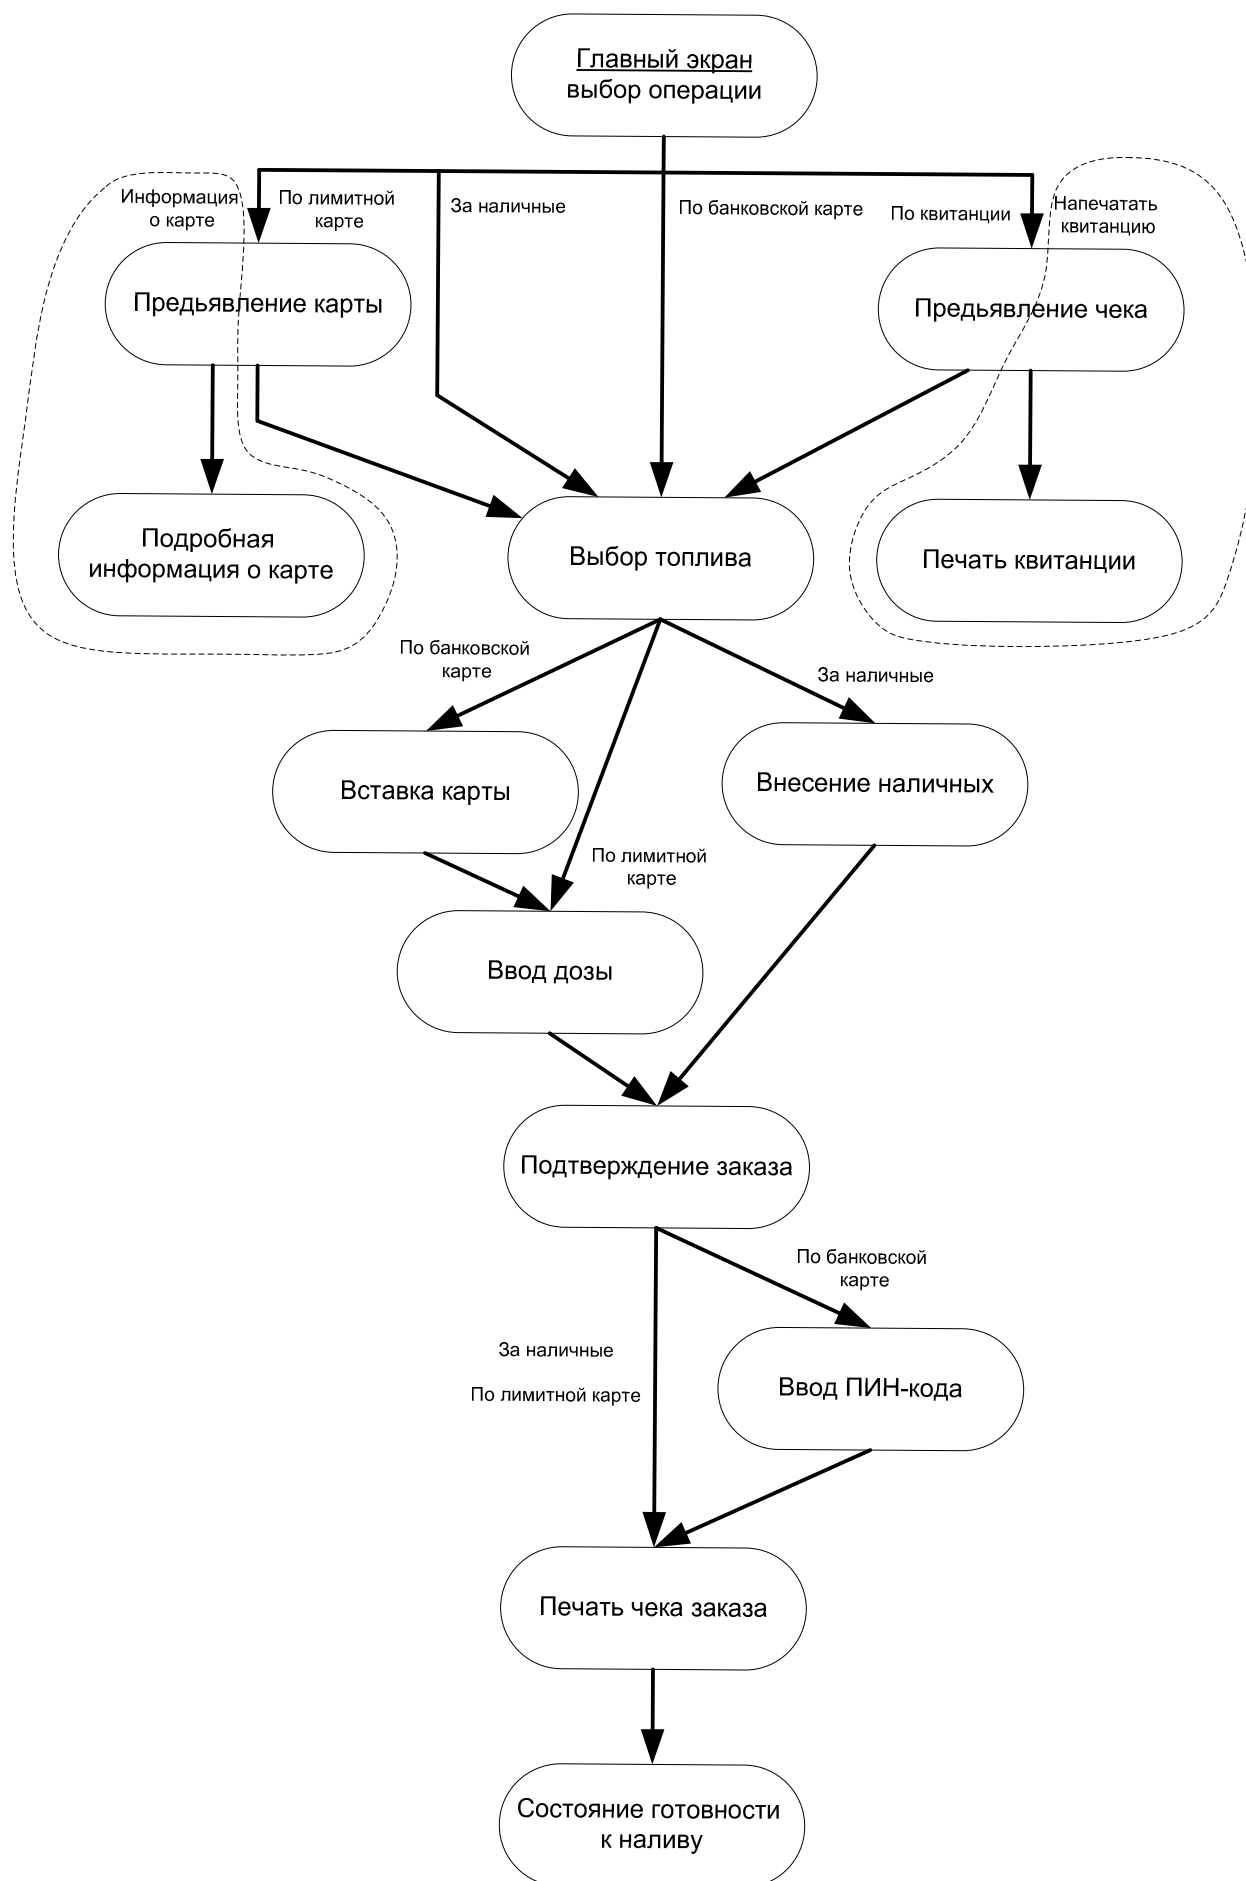 Главный экран
выбор операции
Информация
о карте
По лимитной
карте
За наличные
По банковской карте
По квитанции
Напечатать
квитанцию
Предьявление карты
Предьявление чека
Подробная
информация о карте
Выбор топлива
Печать квитанции
По банковской
карте
За наличные
Вставка карты
Внесение наличных
По лимитной
карте
Ввод дозы
Подтверждение заказа
По банковской
карте
За наличные
По лимитной карте
Ввод ПИН-кода
Печать чека заказа
Состояние готовности
к наливу